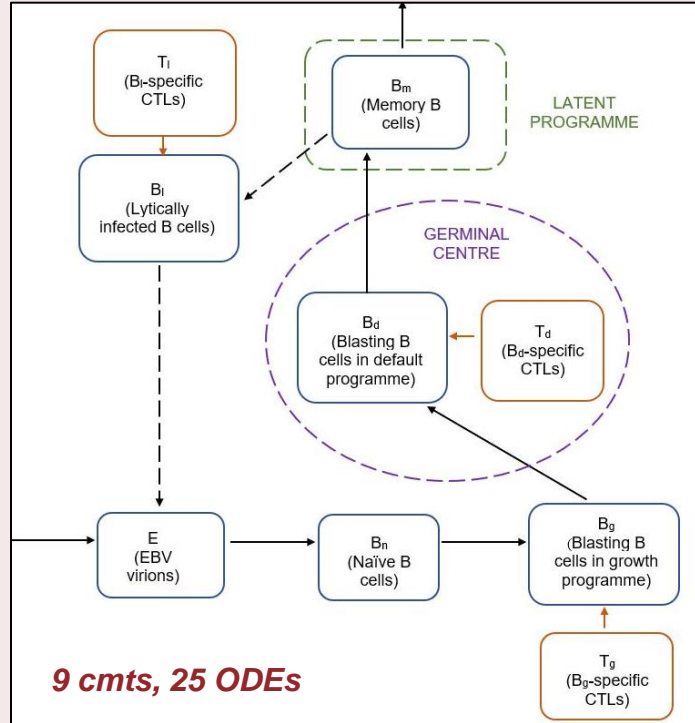 Tl
(Bl-specific
CTLs)
Bm
(Memory B
cells)
LATENT
PROGRAMME
Bl
(Lytically
infected B cells)
GERMINAL
CENTRE
Bd
(Blasting B
cells in default
programme)
Td
(Bd-specific
CTLs)
E
(EBV
virions)
Bn
(Naïve B
cells)
Bg
(Blasting B
cells in growth
programme)
Tg
(Bg-specific
CTLs)
9 cmts, 25 ODEs